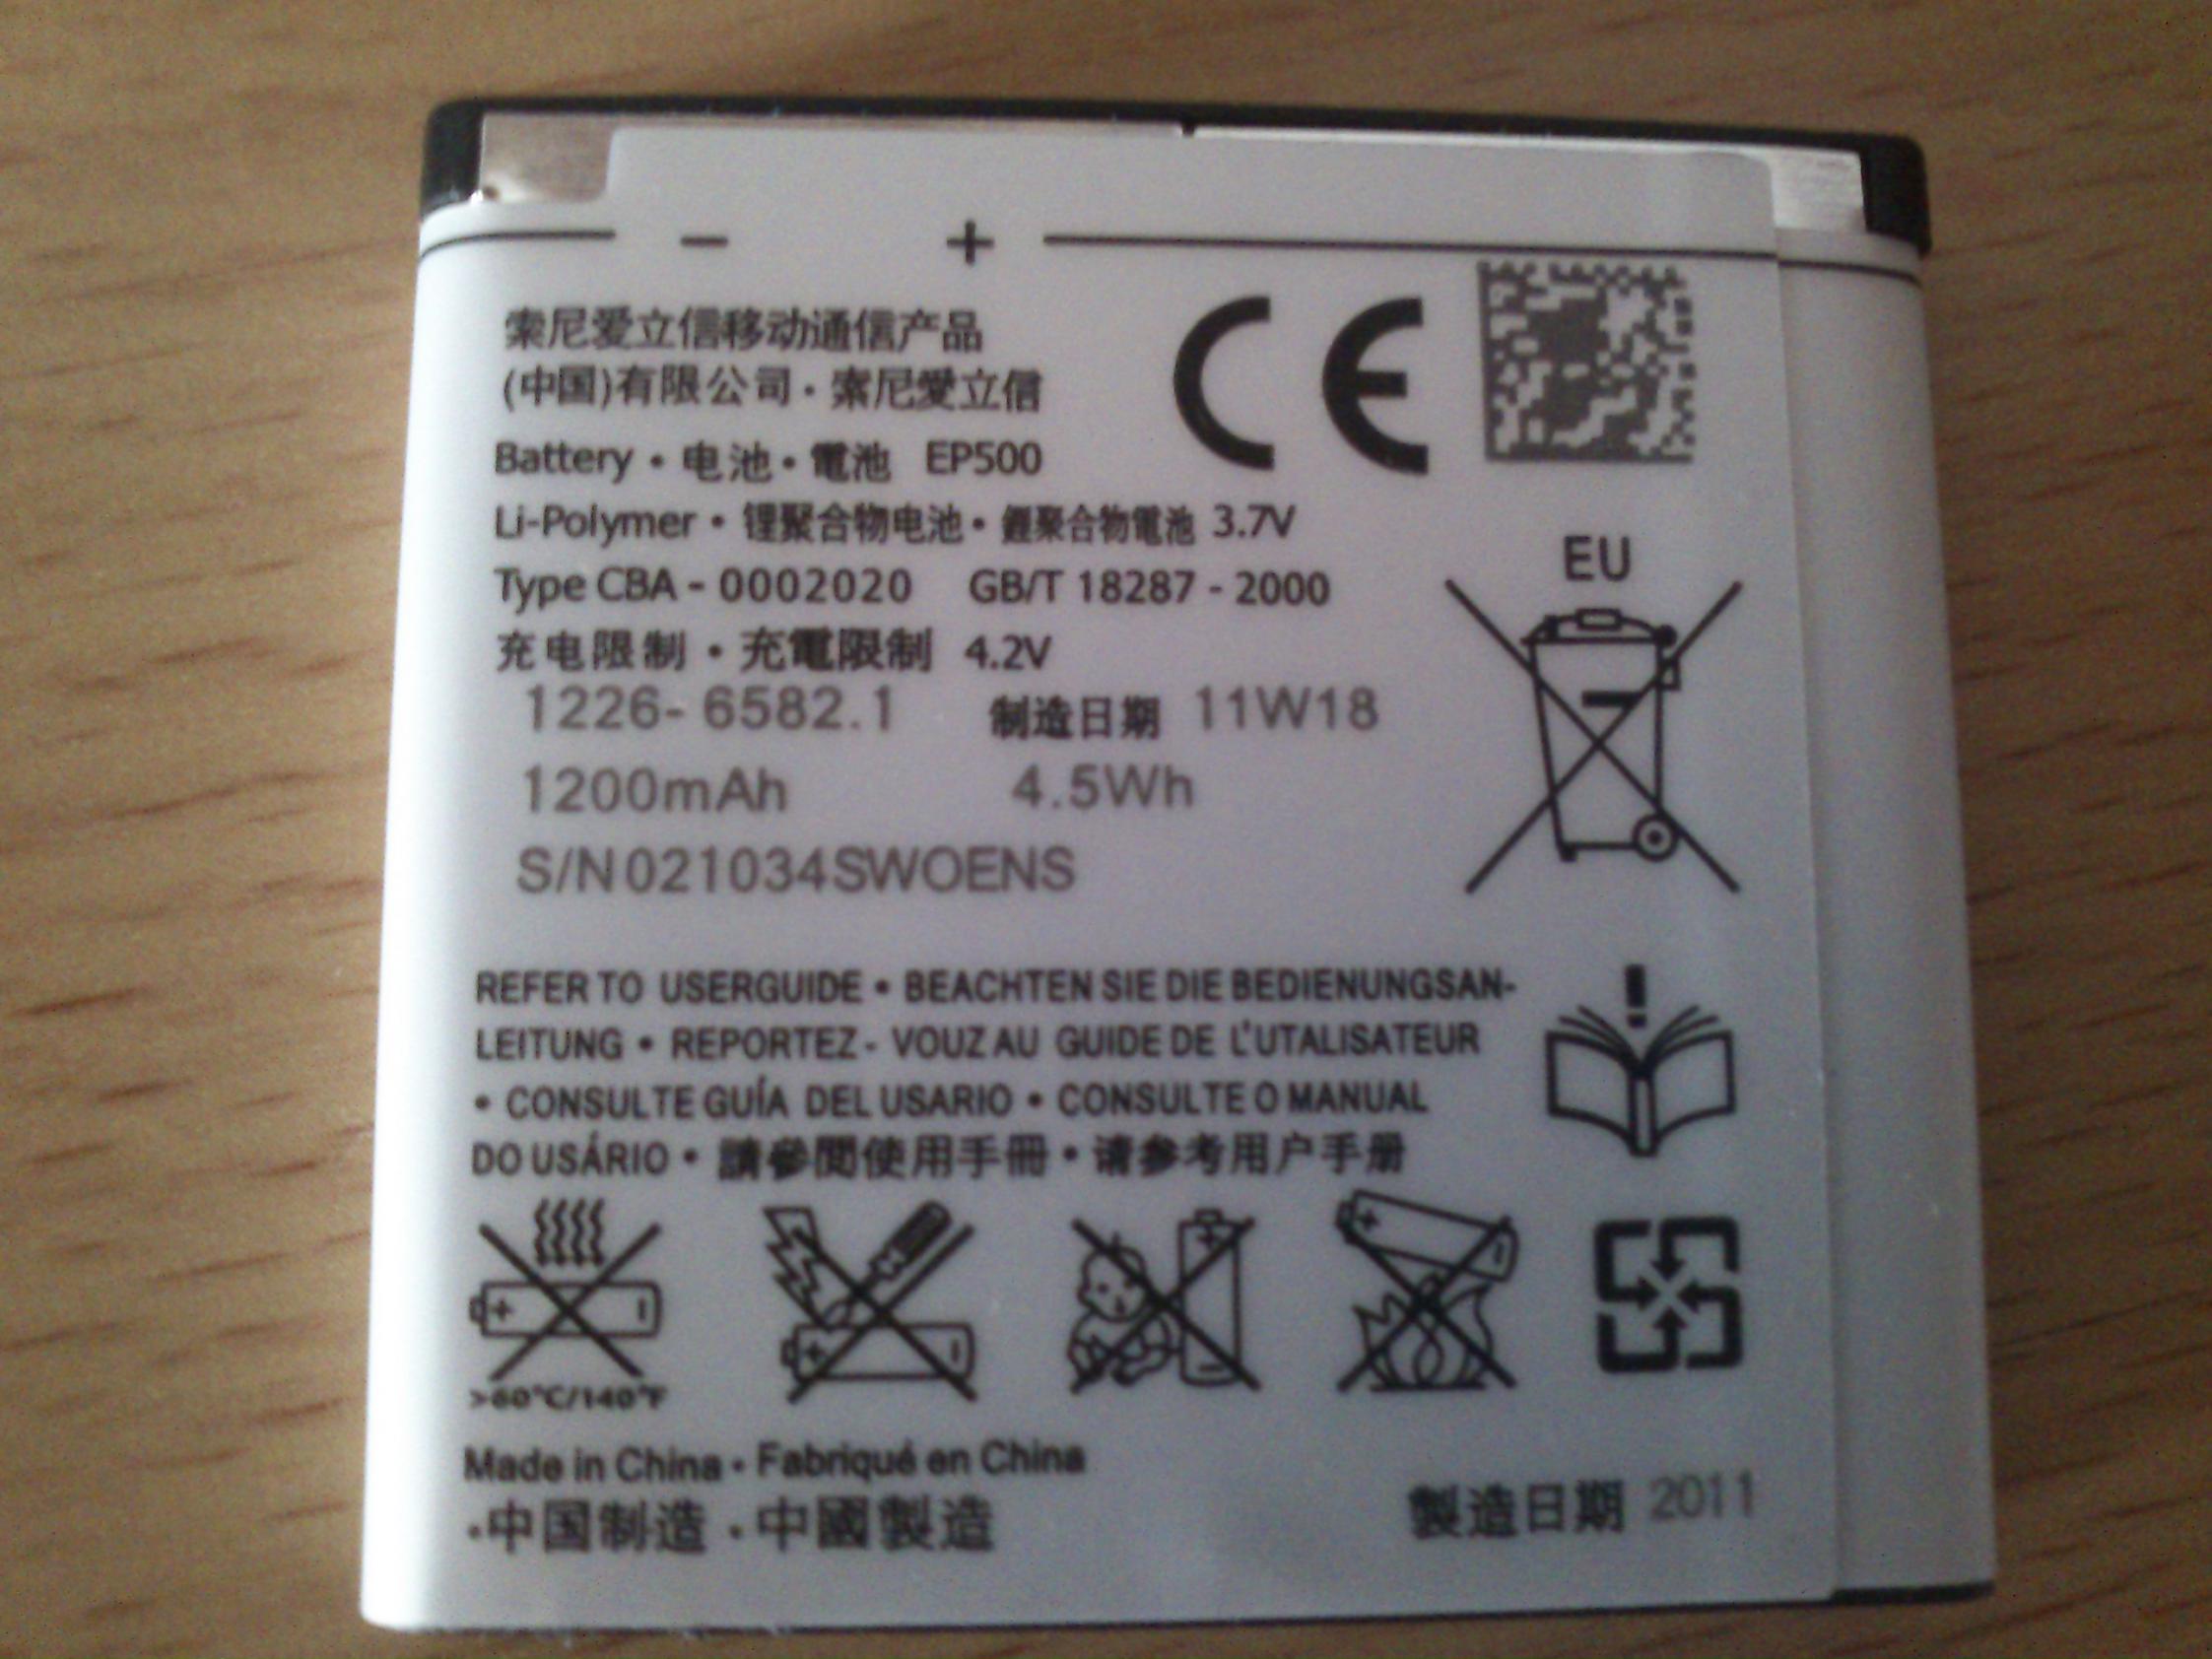 − +
索尼爱立信移动通信产品
(中国)有限公司·索尼愛立信
Battery · 电池 · 電池 EP500
Li-Polymer · 锂聚合物电池 · 鋰聚合物電池 3.7V
Type CBA - 0002020 GB/T 18287 - 2000
充电限制 · 充電限制 4.2V
1226-6582.1 制造日期 11W18
1200mAh 4.5Wh
S/N 021034SWOENS
CE
EU
REFER TO USERGUIDE • BEACHTEN SIE DIE BEDIENUNGSAN-
LEITUNG • REPORTEZ- VOUZ AU GUIDE DE L'UTALISATEUR
• CONSULTE GUÍA DEL USARIO • CONSULTE O MANUAL
DO USÁRIO • 請參閱使用手冊 • 请参考用户手册
>60°C/140°F
Made in China · Fabriqué en China
·中国制造 ·中國製造
製造日期 2011